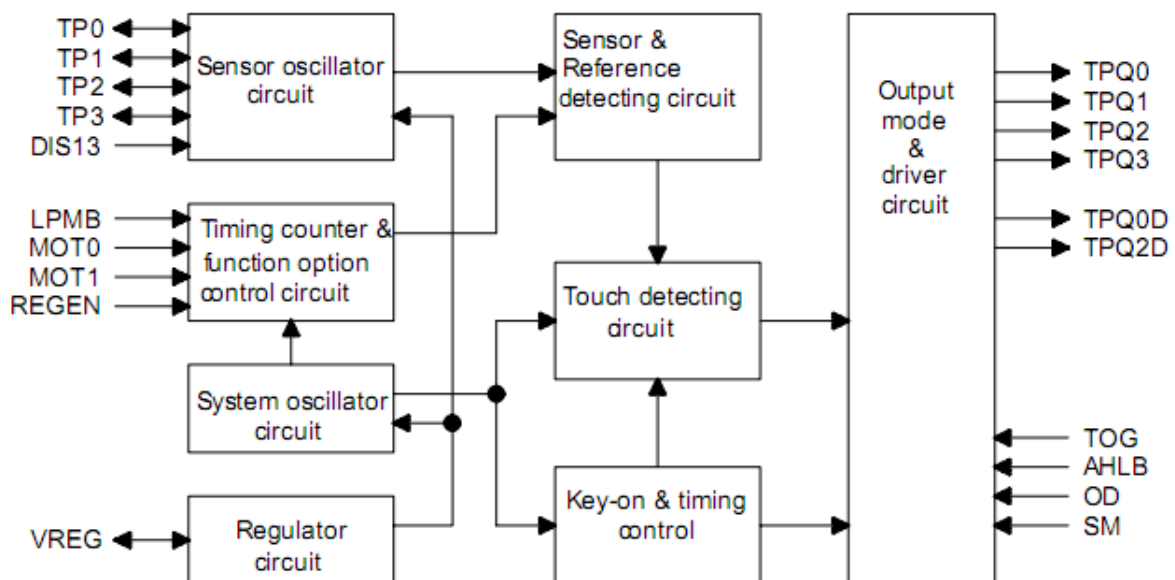 TP0
TP1
TP2
TP3
DIS13
Sensor oscillator
circuit
Sensor &
Reference
detecting circuit
Output
mode
&
driver
circuit
TPQ0
TPQ1
TPQ2
TPQ3
TPQ0D
TPQ2D
LPMB
MOT0
MOT1
REGEN
Timing counter &
function option
control circuit
Touch detecting
circuit
System oscillator
circuit
TOG
AHLB
OD
SM
VREG
Regulator
circuit
Key-on & timing
control